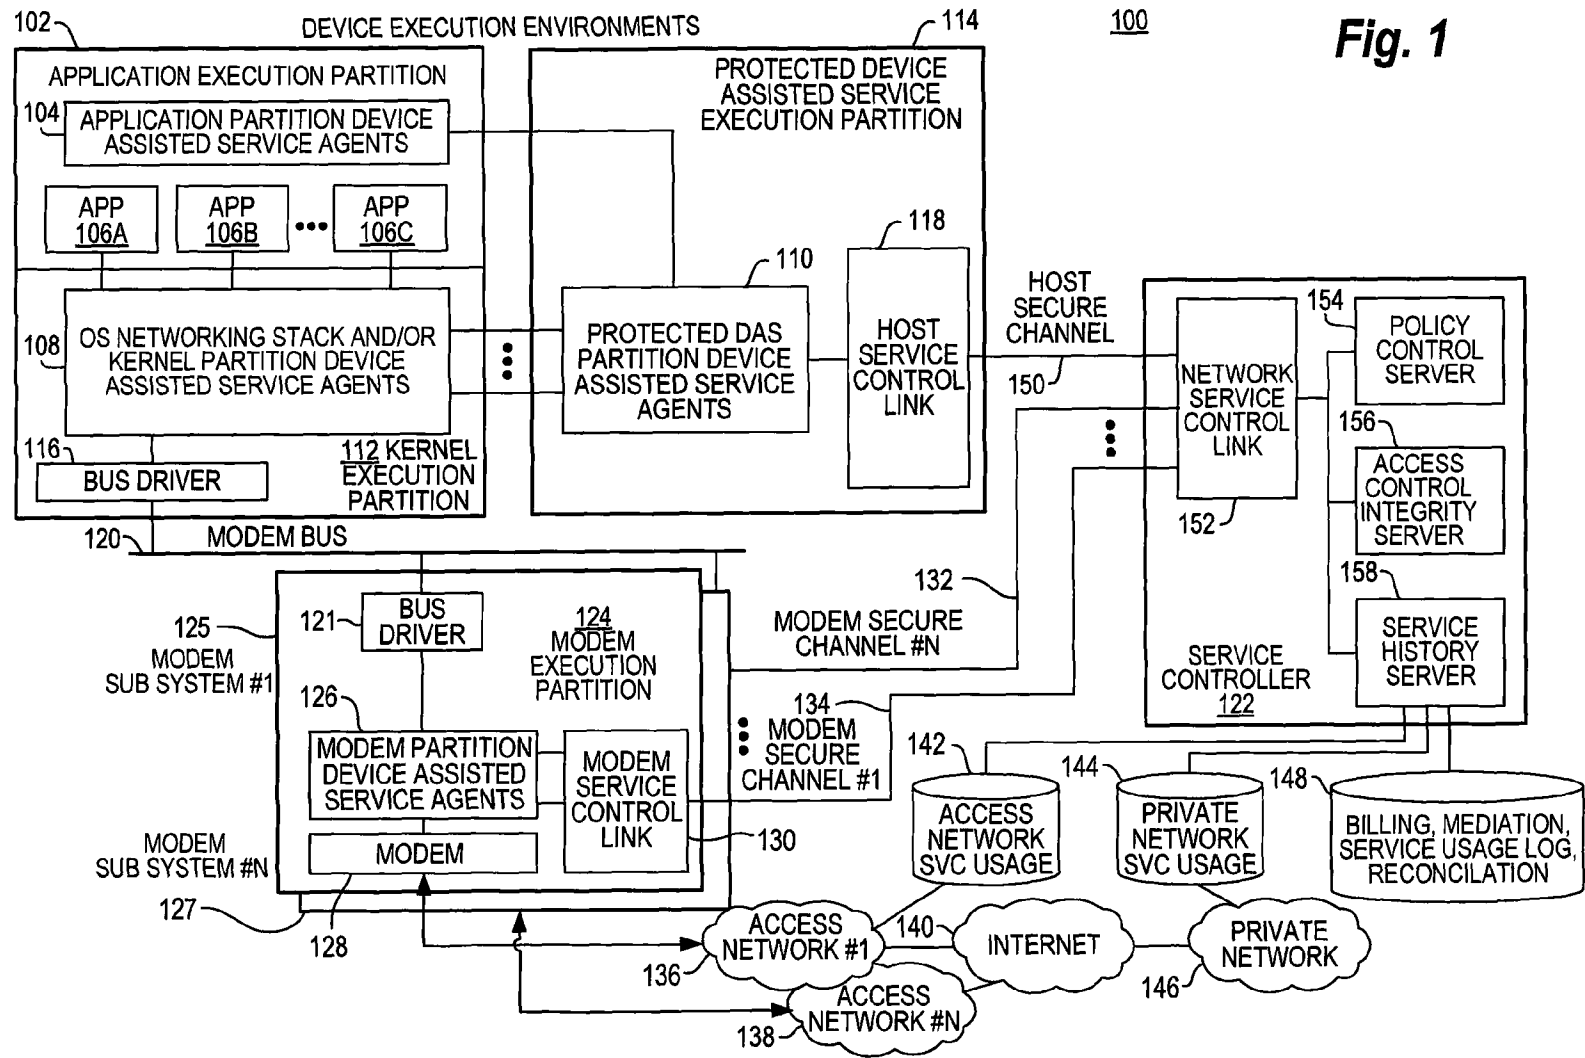 Fig. 1
100
DEVICE EXECUTION ENVIRONMENTS
102
APPLICATION EXECUTION PARTITION
104
APPLICATION PARTITION DEVICE
ASSISTED SERVICE AGENTS
APP
106A
APP
106B
APP
106C
108
OS NETWORKING STACK AND/OR
KERNEL PARTITION DEVICE
ASSISTED SERVICE AGENTS
116
BUS DRIVER
112 KERNEL
EXECUTION
PARTITION
114
PROTECTED DEVICE
ASSISTED SERVICE
EXECUTION PARTITION
110
PROTECTED DAS
PARTITION DEVICE
ASSISTED SERVICE
AGENTS
118
HOST
SERVICE
CONTROL
LINK
HOST
SECURE
CHANNEL
150
NETWORK
SERVICE
CONTROL
LINK
152
154
POLICY
CONTROL
SERVER
156
ACCESS
CONTROL
INTEGRITY
SERVER
158
SERVICE
HISTORY
SERVER
SERVICE
CONTROLLER
122
120
MODEM BUS
125
MODEM
SUB SYSTEM #1
121
BUS
DRIVER
124
MODEM
EXECUTION
PARTITION
126
MODEM PARTITION
DEVICE ASSISTED
SERVICE AGENTS
MODEM
SERVICE
CONTROL
LINK
130
MODEM
128
MODEM
SUB SYSTEM #N
127
132
MODEM SECURE
CHANNEL #N
134
MODEM
SECURE
CHANNEL #1
142
ACCESS
NETWORK
SVC USAGE
144
PRIVATE
NETWORK
SVC USAGE
148
BILLING, MEDIATION,
SERVICE USAGE LOG,
RECONCILATION
ACCESS
NETWORK #1
136
140
INTERNET
PRIVATE
NETWORK
146
ACCESS
NETWORK #N
138